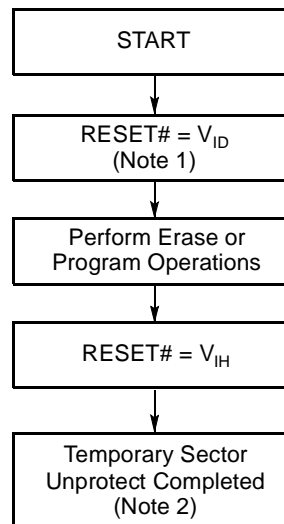 START
RESET# = VID
(Note 1)
Perform Erase or
Program Operations
RESET# = VIH
Temporary Sector
Unprotect Completed
(Note 2)